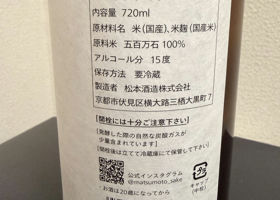 内容量 720ml
原材料名 米(国産)、米麹(国産米)
原料米 五百万石 100%
アルコール分 15度
保存方法 要冷蔵
製造者 松本酒造株式会社
京都市伏見区横大路三栖大黒町7
【開栓には十分ご注意下さい】
(発酵した際の自然な炭酸ガスが
少量含まれています)
(開栓後は立てて冷蔵庫にて保管して下さい)
公式インスタグラム
@matsumoto_sake
お酒は20歳になってから